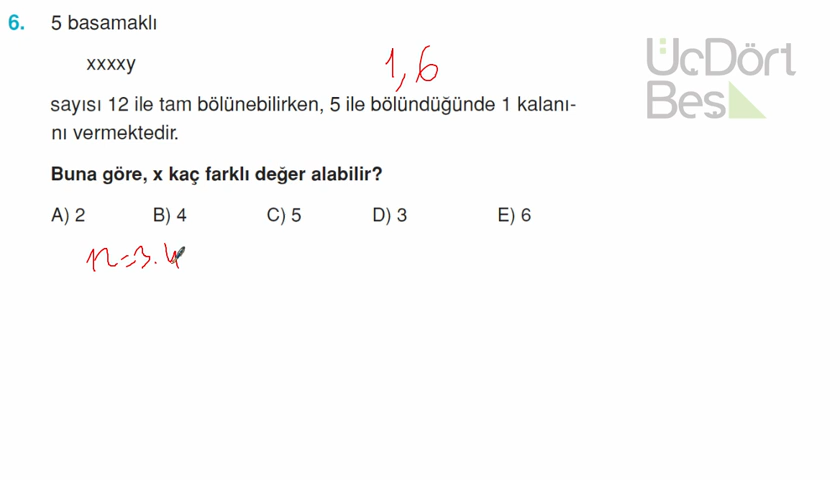 6. 5 basamaklı
xxxxy
1, 6
sayısı 12 ile tam bölünebilirken, 5 ile bölündüğünde 1 kalanı-
nı vermektedir.
Buna göre, x kaç farklı değer alabilir?
A) 2 B) 4 C) 5 D) 3 E) 6
12=3.4
ÜçDört
Beş